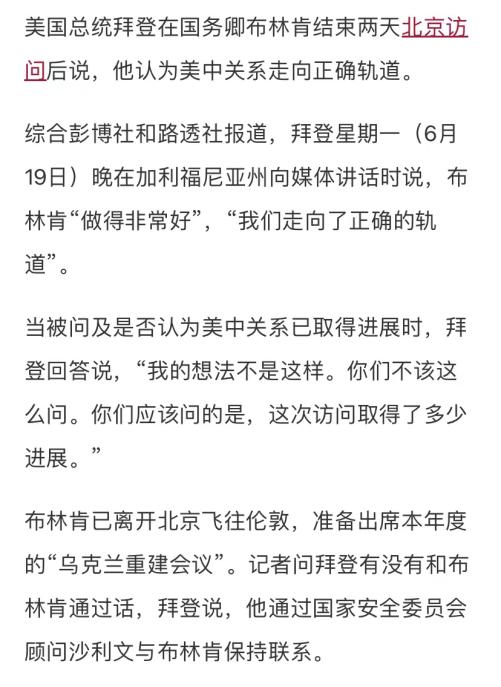 美国总统拜登在国务卿布林肯结束两天北京访
问后说，他认为美中关系走向正确轨道。
综合彭博社和路透社报道，拜登星期一（6月
19日）晚在加利福尼亚州向媒体讲话时说，布
林肯“做得非常好”，“我们走向了正确的轨
道”。
当被问及是否认为美中关系已取得进展时，拜
登回答说，“我的想法不是这样。你们不该这
么问。你们应该问的是，这次访问取得了多少
进展。”
布林肯已离开北京飞往伦敦，准备出席本年度
的“乌克兰重建会议”。记者问拜登有没有和布
林肯通过话，拜登说，他通过国家安全委员会
顾问沙利文与布林肯保持联系。